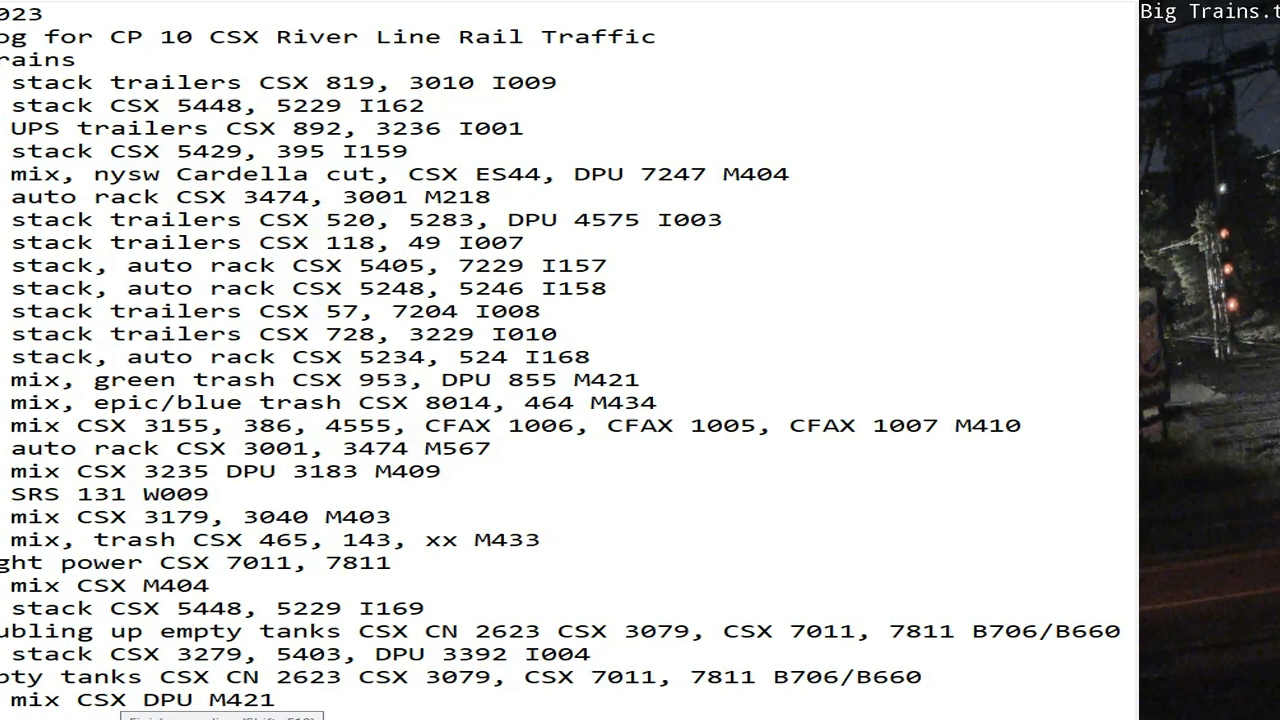 023
og for CP 10 CSX River Line Rail Traffic
rains
stack trailers CSX 819, 3010 I009
stack CSX 5448, 5229 I162
UPS trailers CSX 892, 3236 I001
stack CSX 5429, 395 I159
mix, nysw Cardella cut, CSX ES44, DPU 7247 M404
auto rack CSX 3474, 3001 M218
stack trailers CSX 520, 5283, DPU 4575 I003
stack trailers CSX 118, 49 I007
stack, auto rack CSX 5405, 7229 I157
stack, auto rack CSX 5248, 5246 I158
stack trailers CSX 57, 7204 I008
stack trailers CSX 728, 3229 I010
stack, auto rack CSX 5234, 524 I168
mix, green trash CSX 953, DPU 855 M421
mix, epic/blue trash CSX 8014, 464 M434
mix CSX 3155, 386, 4555, CFAX 1006, CFAX 1005, CFAX 1007 M410
auto rack CSX 3001, 3474 M567
mix CSX 3235 DPU 3183 M409
SRS 131 W009
mix CSX 3179, 3040 M403
mix, trash CSX 465, 143, xx M433
ght power CSX 7011, 7811
mix CSX M404
stack CSX 5448, 5229 I169
ubling up empty tanks CSX CN 2623 CSX 3079, CSX 7011, 7811 B706/B660
stack CSX 3279, 5403, DPU 3392 I004
pty tanks CSX CN 2623 CSX 3079, CSX 7011, 7811 B706/B660
mix CSX DPU M421
Big Trains.t